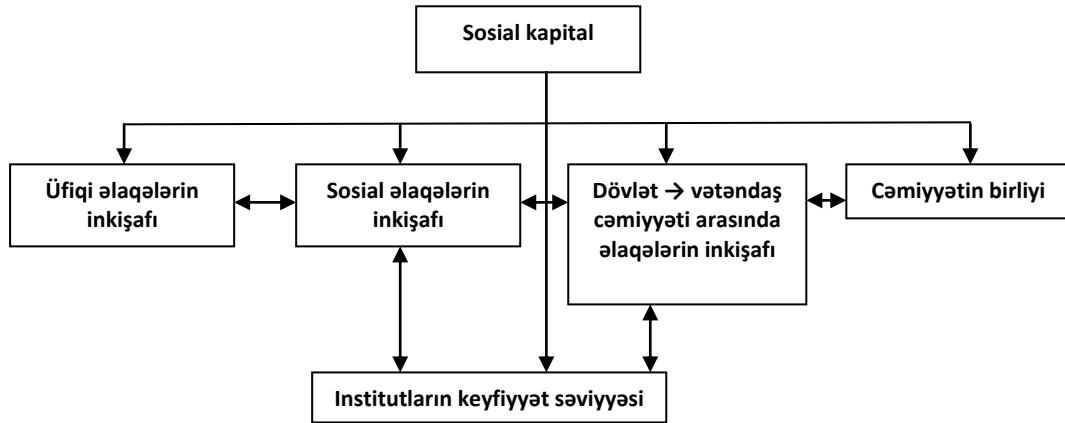 Sosial kapital
Üfiqi əlaqələrin
inkişafı
Sosial əlaqələrin
inkişafı
Dövlət → vətəndaş
cəmiyyəti arasında
əlaqələrin inkişafı
Cəmiyyətin birliyi
Institutların keyfiyyət səviyyəsi